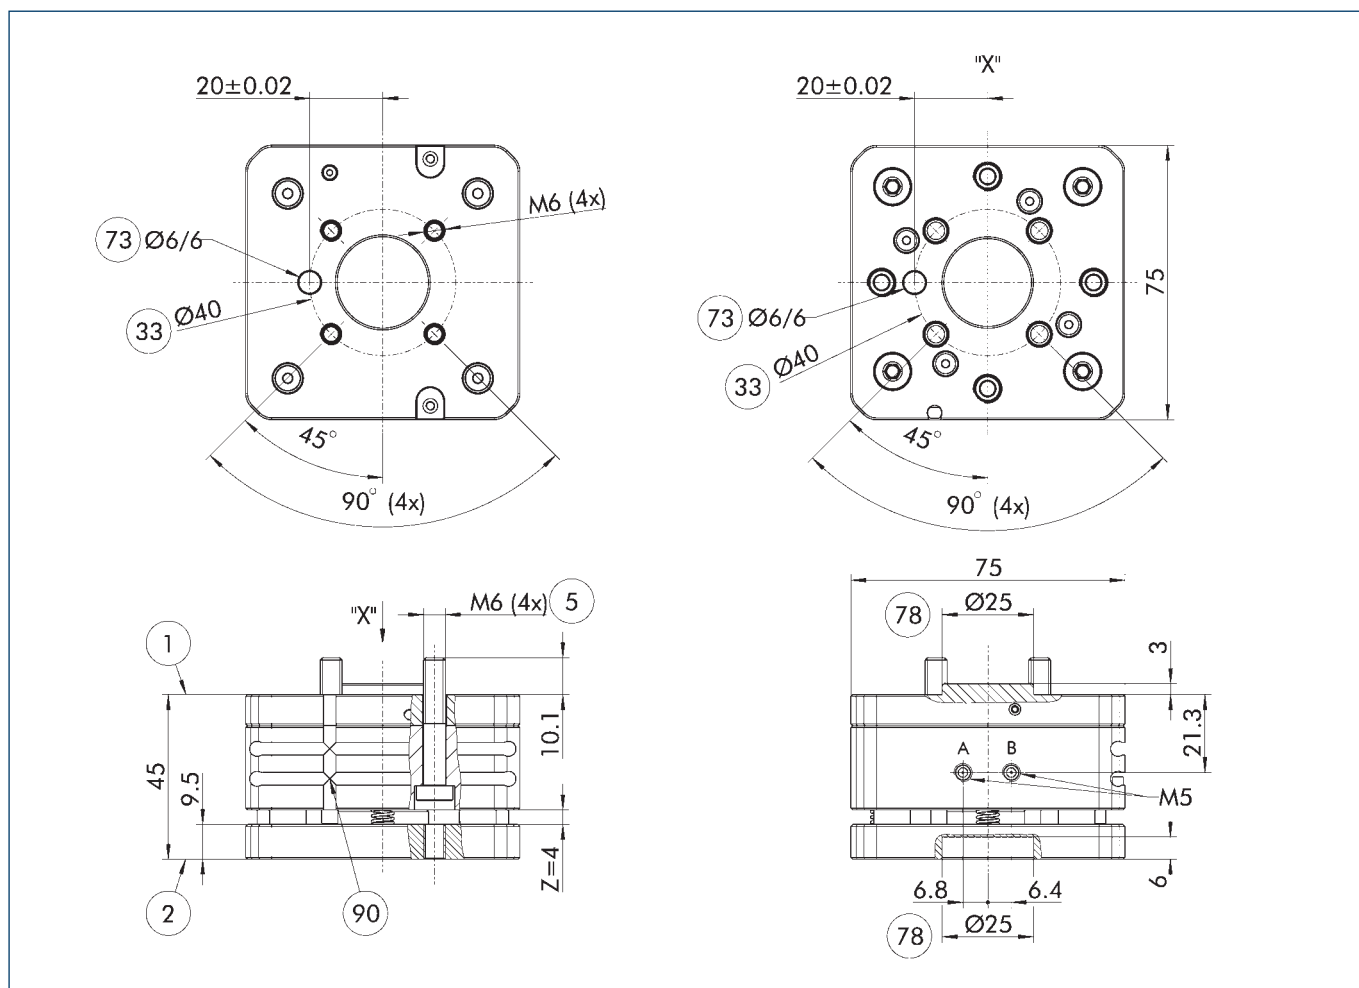 20±0.02
M6 (4x)
73 Ø6/6
33 Ø40
45°
90° (4x)
"X"
20±0.02
75
73 Ø6/6
33 Ø40
45°
90° (4x)
"X"
M6 (4x) 5
1
10.1
45
9.5
Z=4
2
90
75
78 Ø25
3
21.3
A B
M5
6
6.8 6.4
78 Ø25